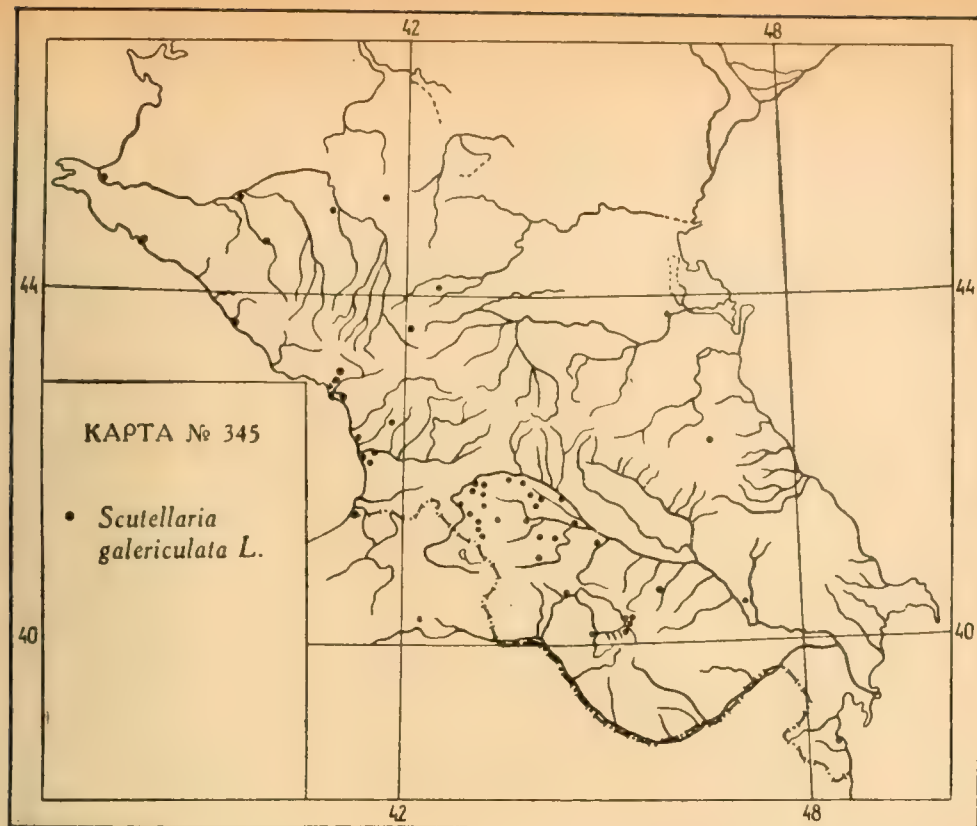 42 48
44 44
КАРТА № 345
Scutellaria
galericulata L.
40 40
42 48